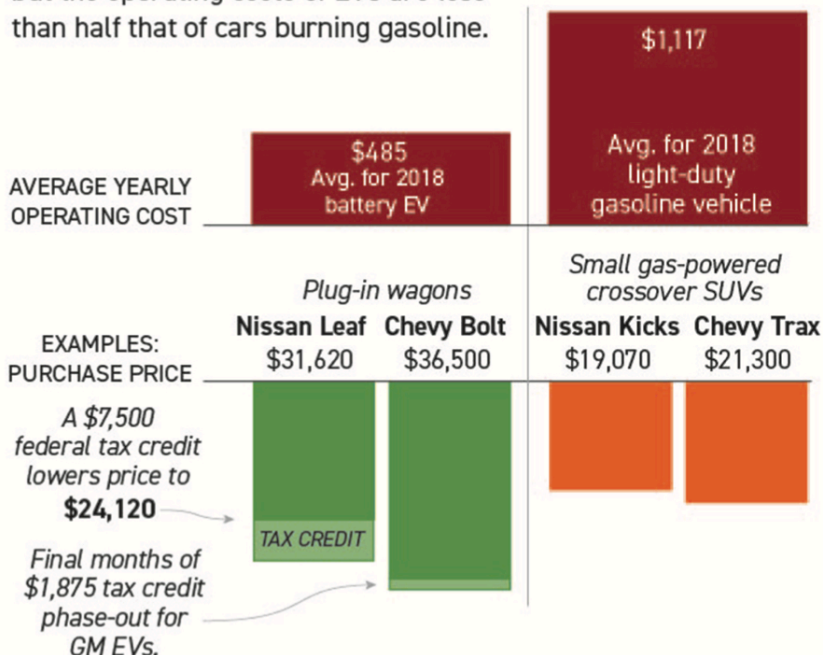 than half that of cars burning gasoline.
$1,117
Avg. for 2018
light-duty
gasoline vehicle
$485
Avg. for 2018
battery EV
AVERAGE YEARLY
OPERATING COST
Plug-in wagons
Small gas-powered
crossover SUVs
Nissan Leaf Chevy Bolt Nissan Kicks Chevy Trax
EXAMPLES:
PURCHASE PRICE
$31,620 $36,500 $19,070 $21,300
A $7,500
federal tax credit
lowers price to
$24,120
TAX CREDIT
Final months of
$1,875 tax credit
phase-out for
GM EVs.